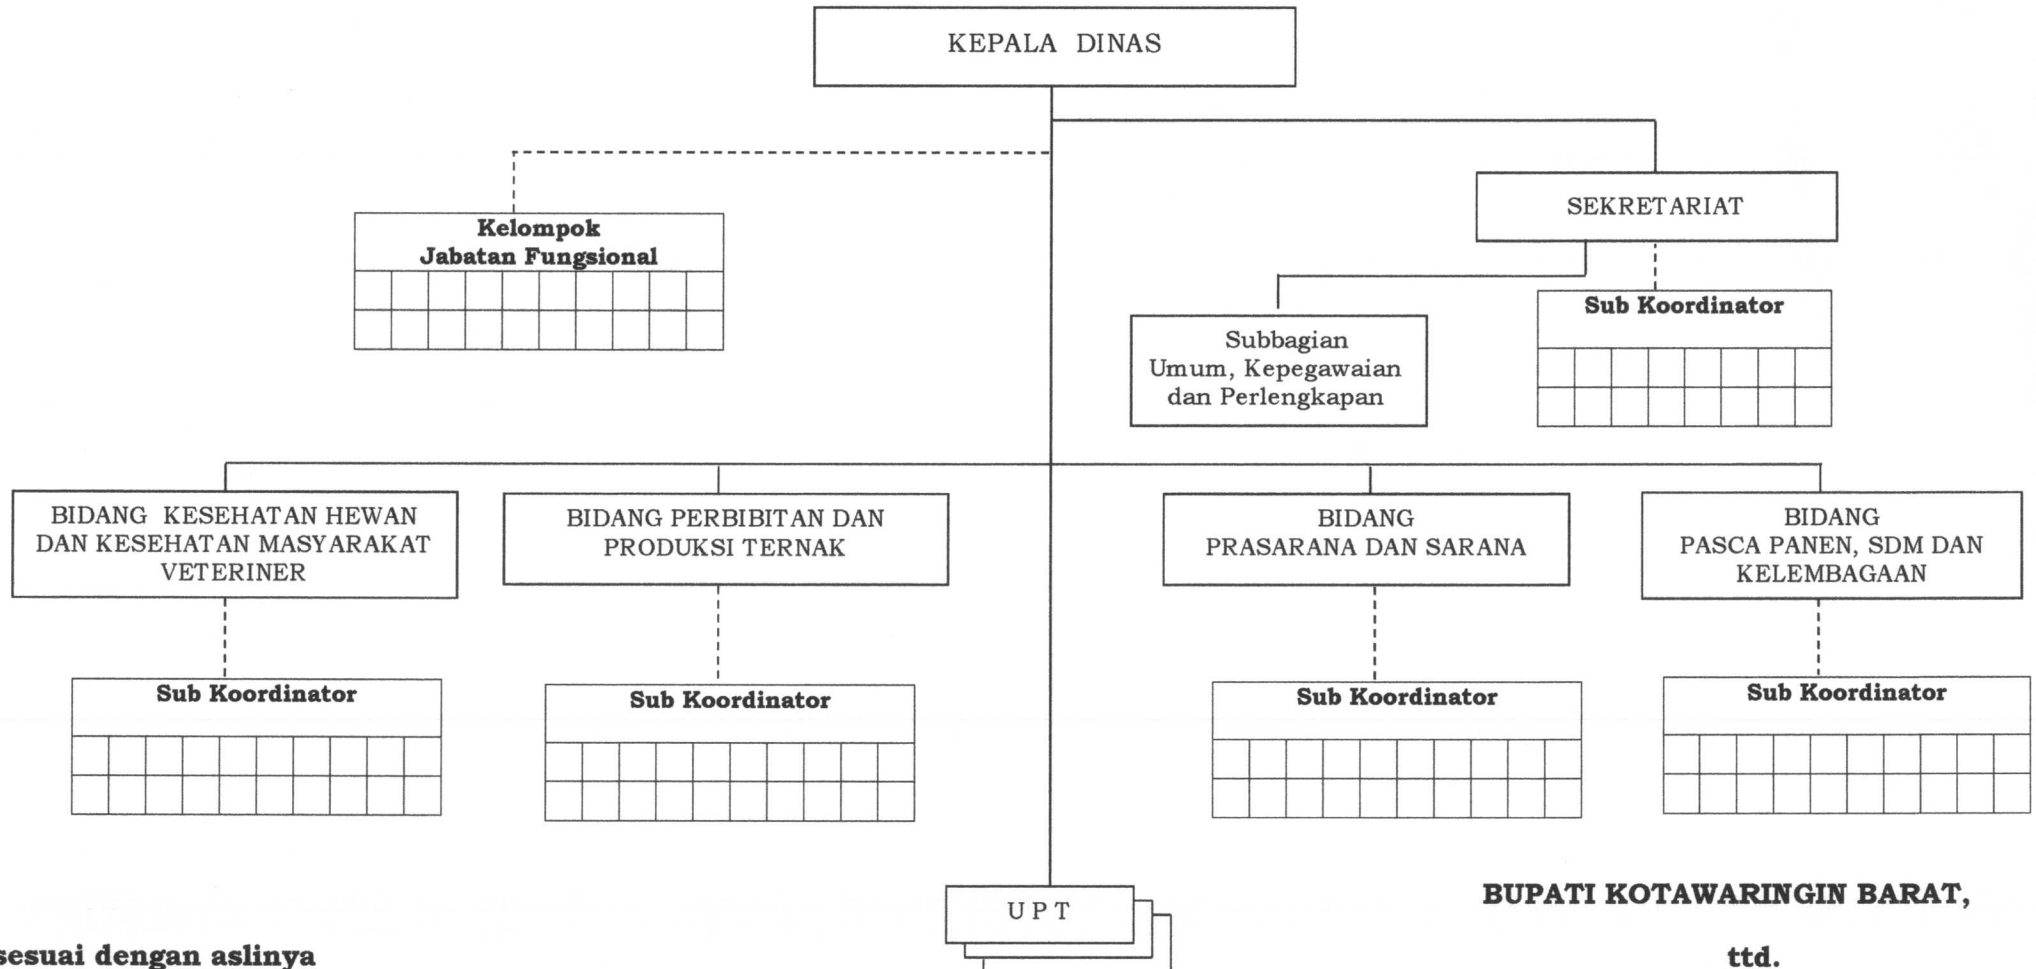 KEPALA DINAS
SEKRETARIAT
Kelompok
Jabatan Fungsional
Sub Koordinator
Subbagian
Umum, Kepegawaian
dan Perlengkapan
BIDANG KESEHATAN HEWAN
DAN KESEHATAN MASYARAKAT
VETERINER
BIDANG PERBIBITAN DAN
PRODUKSI TERNAK
BIDANG
PRASARANA DAN SARANA
BIDANG
PASCA PANEN, SDM DAN
KELEMBAGAAN
Sub Koordinator
Sub Koordinator
Sub Koordinator
Sub Koordinator
U P T
BUPATI KOTAWARINGIN BARAT,
sesuai dengan aslinya
ttd.